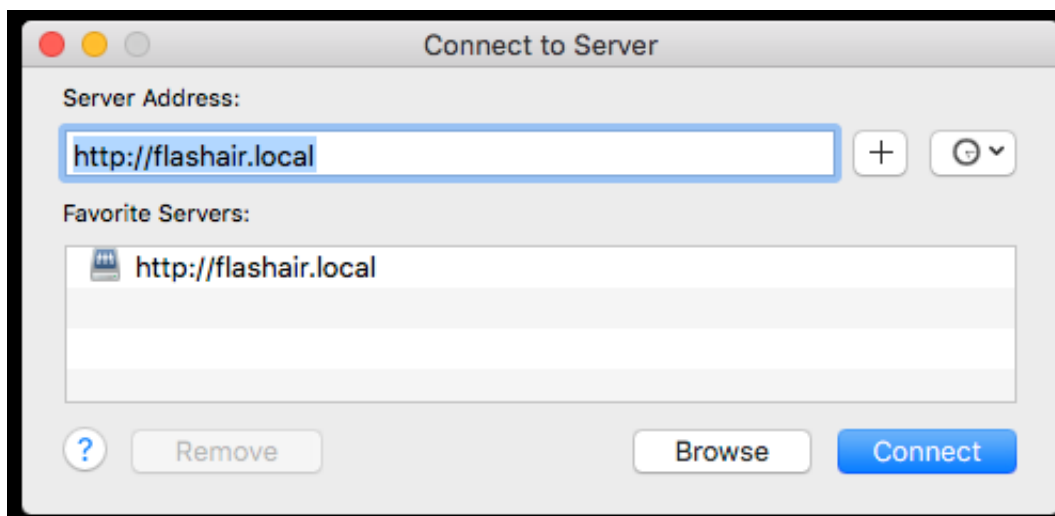 Connect to Server
Server Address:
http://flashair.local
Favorite Servers:
http://flashair.local
? Remove Browse Connect